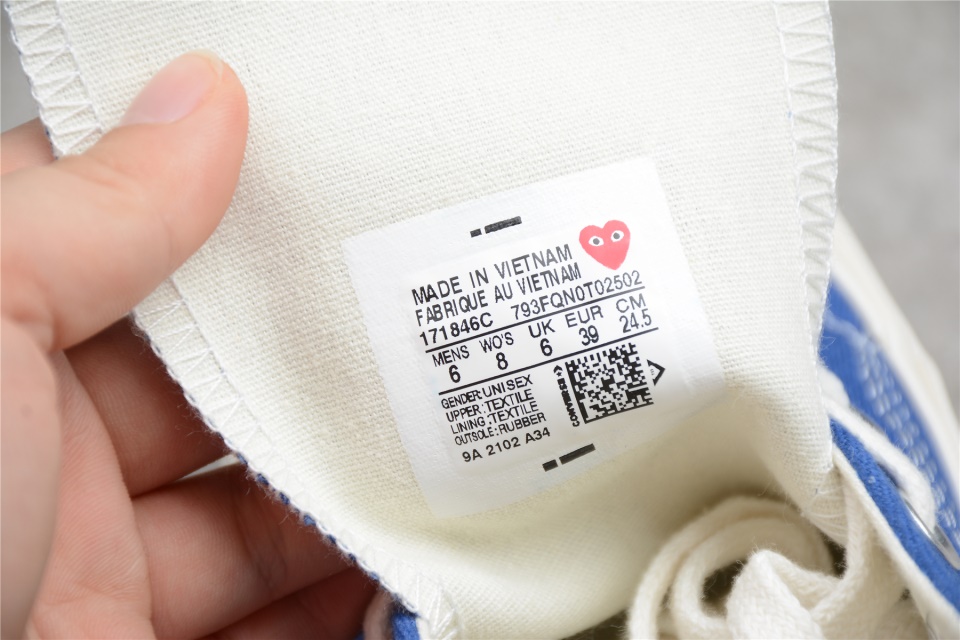 MADE IN VIETNAM
FABRIQUE AU VIETNAM
171846C 793FQN0T02502
MENS WO'S UK EUR CM
6 8 6 39 24.5
GENDER:UNISEX
UPPER:TEXTILE
LINING:TEXTILE
OUTSOLE:RUBBER
9A 2102 A34
CONVERSE